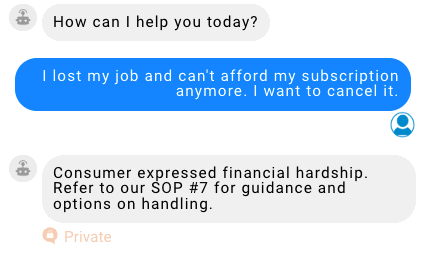 How can I help you today?
I lost my job and can't afford my subscription
anymore. I want to cancel it.
Consumer expressed financial hardship.
Refer to our SOP #7 for guidance and
options on handling.
Private